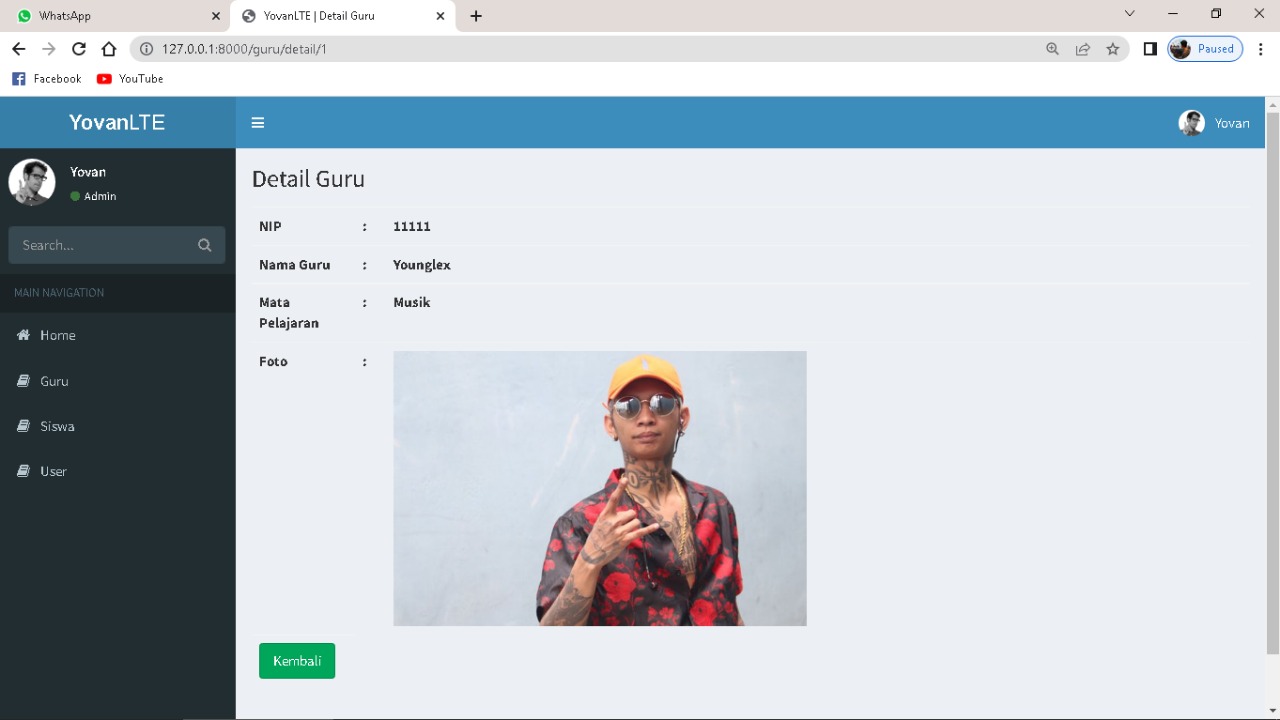 WhatsApp
YovanLTE | Detail Guru
127.0.0.1:8000/guru/detail/1
Paused
Facebook
YouTube
YovanLTE
Yovan
Yovan
Admin
Search...
MAIN NAVIGATION
Home
Guru
Siswa
User
Detail Guru
NIP : 11111
Nama Guru : Younglex
Mata : Musik
Pelajaran
Foto :
Kembali